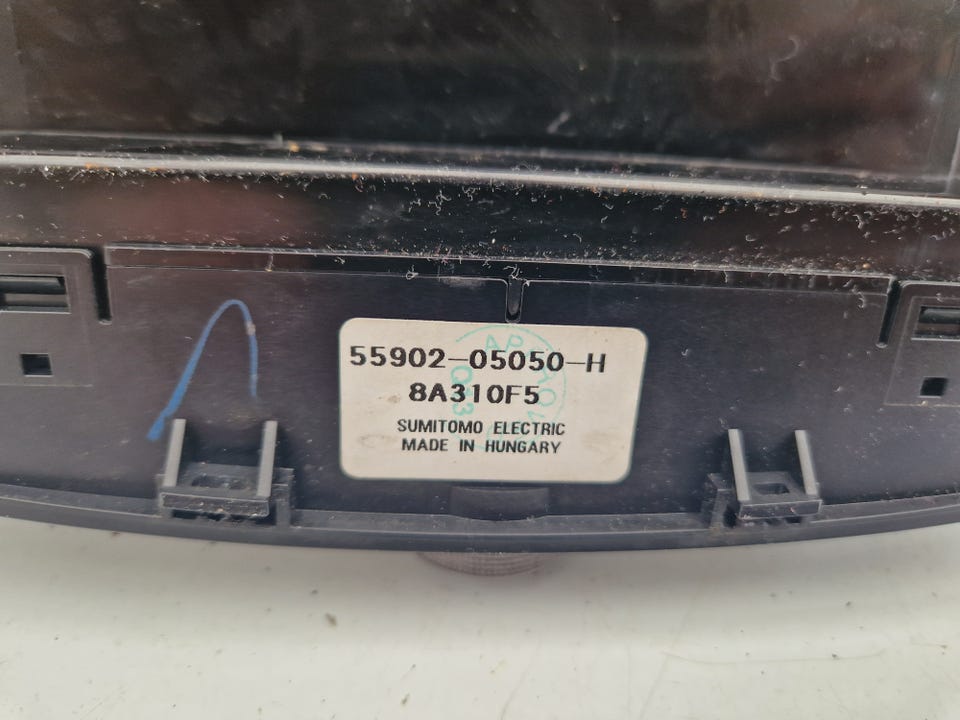 55902-05050-H
8A310F5
SUMITOMO ELECTRIC
MADE IN HUNGARY